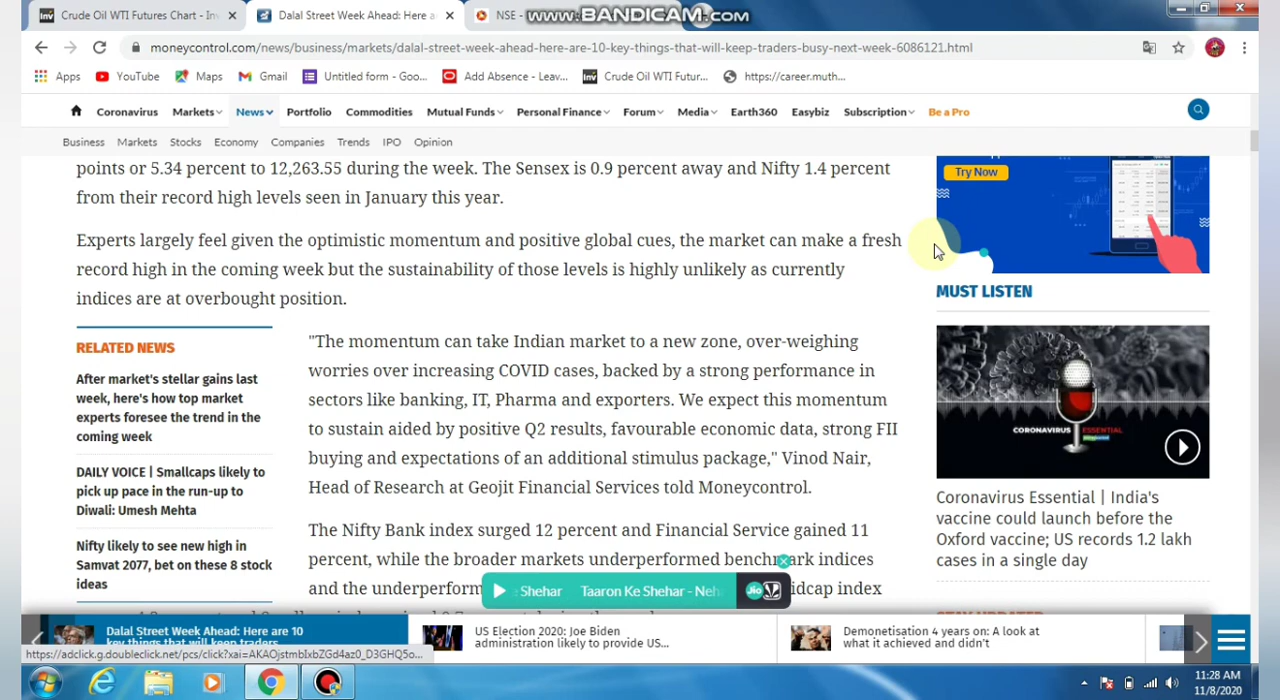 Crude Oil WTI Futures Chart - Inv
Dalal Street Week Ahead: Here a
NSE -
www.BANDICAM.com
moneycontrol.com/news/business/markets/dalal-street-week-ahead-here-are-10-key-things-that-will-keep-traders-busy-next-week-6086121.html
Apps YouTube Maps Gmail Untitled form - Goo... Add Absence - Leav... Inv Crude Oil WTI Futur... https://career.muth...
Coronavirus Markets News Portfolio Commodities Mutual Funds Personal Finance Forum Media Earth360 Easybiz Subscription Be a Pro
Business Markets Stocks Economy Companies Trends IPO Opinion
points or 5.34 percent to 12,263.55 during the week. The Sensex is 0.9 percent away and Nifty 1.4 percent
from their record high levels seen in January this year.
Experts largely feel given the optimistic momentum and positive global cues, the market can make a fresh
record high in the coming week but the sustainability of those levels is highly unlikely as currently
indices are at overbought position.
RELATED NEWS
After market's stellar gains last
week, here's how top market
experts foresee the trend in the
coming week
DAILY VOICE | Smallcaps likely to
pick up pace in the run-up to
Diwali: Umesh Mehta
Nifty likely to see new high in
Samvat 2077, bet on these 8 stock
ideas
"The momentum can take Indian market to a new zone, over-weighing
worries over increasing COVID cases, backed by a strong performance in
sectors like banking, IT, Pharma and exporters. We expect this momentum
to sustain aided by positive Q2 results, favourable economic data, strong FII
buying and expectations of an additional stimulus package," Vinod Nair,
Head of Research at Geojit Financial Services told Moneycontrol.
The Nifty Bank index surged 12 percent and Financial Service gained 11
percent, while the broader markets underperformed benchmark indices
and the underperform
idcap index
Try Now
MUST LISTEN
CORONAVIRUS ESSENTIAL
Coronavirus Essential | India's
vaccine could launch before the
Oxford vaccine; US records 1.2 lakh
cases in a single day
Shehar Taaron Ke Shehar - Neh
Jio
Dalal Street Week Ahead: Here are 10
key things that will keep traders
US Election 2020: Joe Biden
administration likely to provide US...
Demonetisation 4 years on: A look at
what it achieved and didn't
https://adclick.g.doubleclick.net/pcs/click?xai=AKAOjstmbIxbZGd4az0_D3GHQ5o...
11:28 AM
11/8/2020